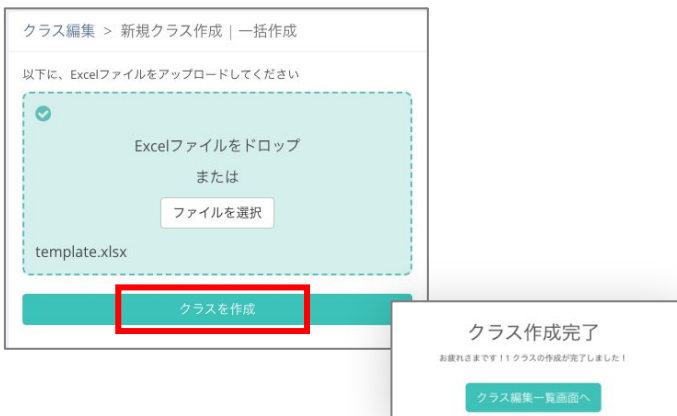 クラス編集 > 新規クラス作成 | 一括作成
以下に、Excelファイルをアップロードしてください
Excelファイルをドロップ
または
ファイルを選択
template.xlsx
クラスを作成
クラス作成完了
お疲れさまです！1 クラスの作成が完了しました！
クラス編集一覧画面へ